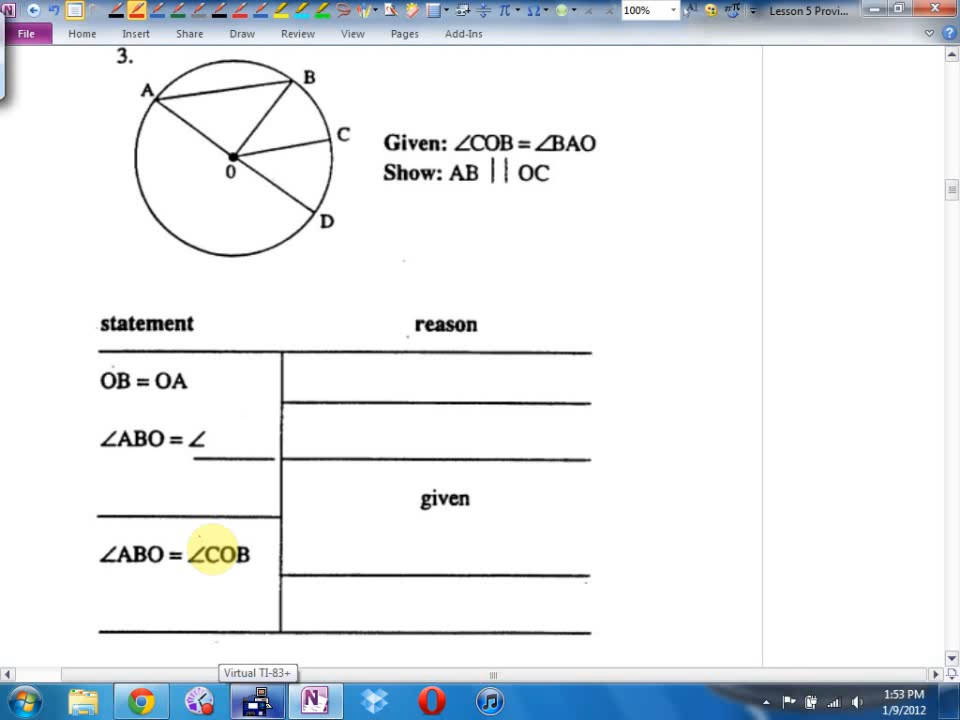 100%
Lesson 5 Provi...
File Home Insert Share Draw Review View Pages Add-Ins
3.
A
B
C
0
D
Given: ∠COB = ∠BAO
Show: AB || OC
statement reason
OB = OA
∠ABO = ∠
given
∠ABO = ∠COB
Virtual TI-83+
1:53 PM
1/9/2012